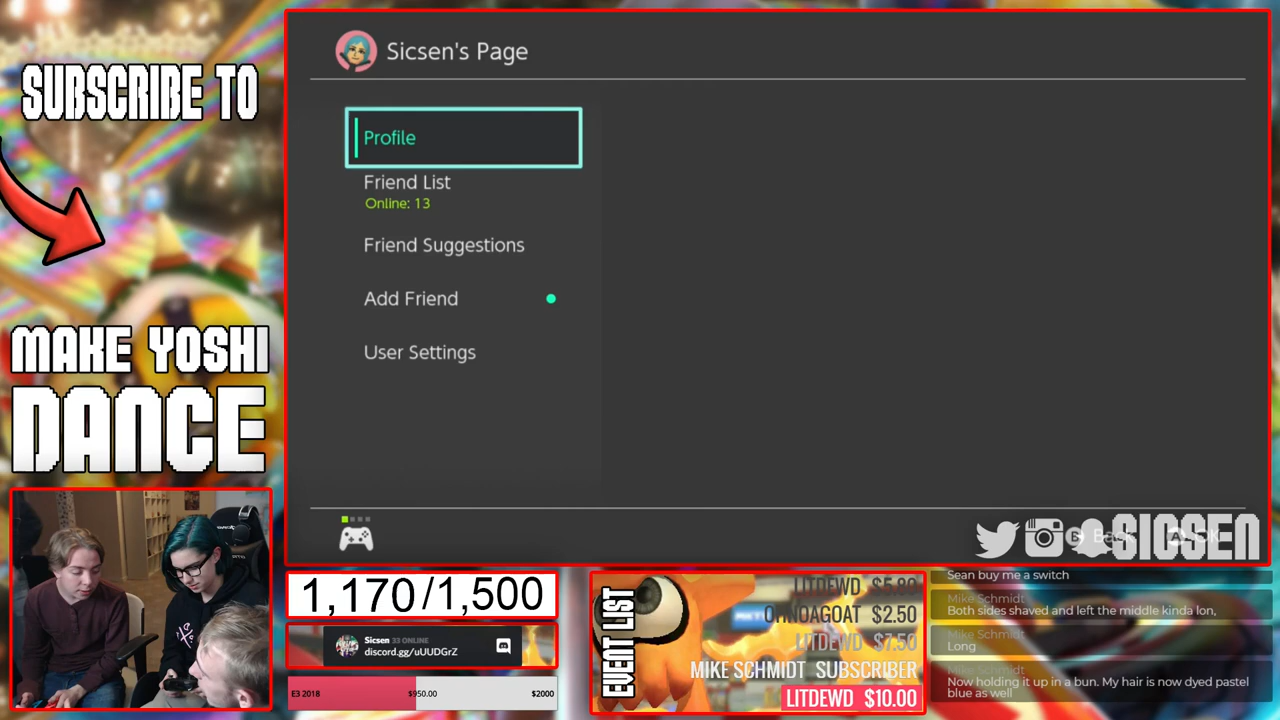 SUBSCRIBE TO
MAKE YOSHI
DANCE
Sicsen's Page
Profile
Friend List
Online: 13
Friend Suggestions
Add Friend
User Settings
Back
OK
SICSEN
1,170/1,500
Sicsen 33 ONLINE
discord.gg/uUUDGrZ
E3 2018 $950.00 $2000
EVENT LIST
LITDEWD $5.00
OHNOAGOAT $2.50
LITDEWD $7.50
MIKE SCHMIDT SUBSCRIBER
LITDEWD $10.00
Sean buy me a switch
Mike Schmidt
Both sides shaved and left the middle kinda lon,
Mike Schmidt
Long
Mike Schmidt
Now holding it up in a bun. My hair is now dyed pastel
blue as well